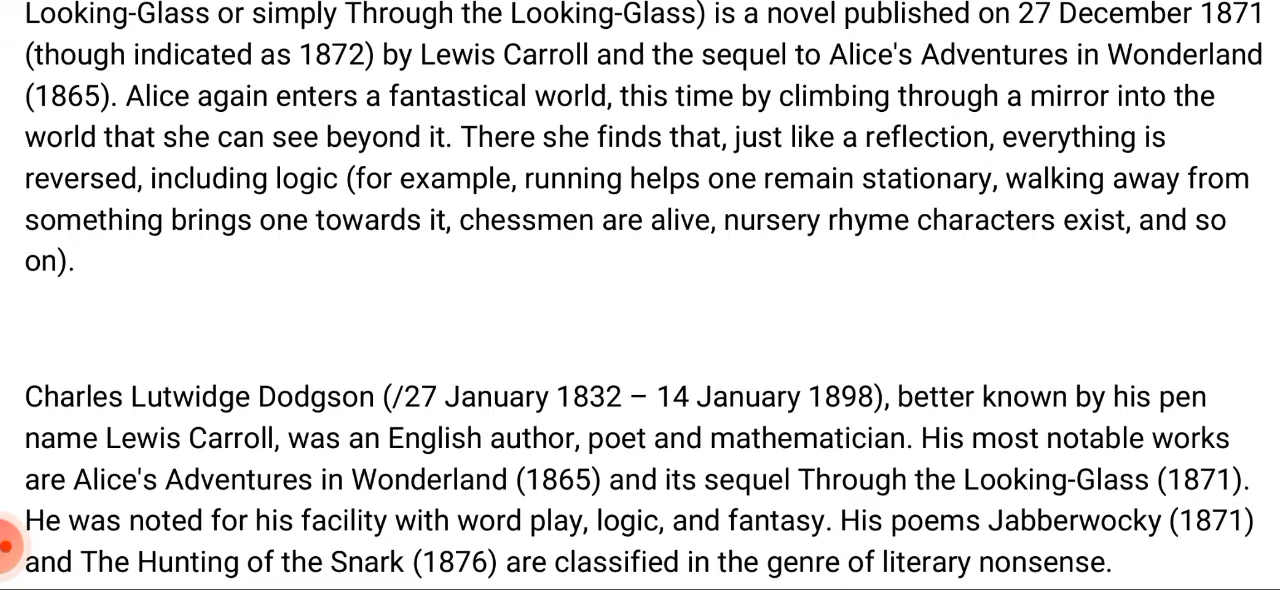 Looking-Glass or simply Through the Looking-Glass) is a novel published on 27 December 1871
(though indicated as 1872) by Lewis Carroll and the sequel to Alice's Adventures in Wonderland
(1865). Alice again enters a fantastical world, this time by climbing through a mirror into the
world that she can see beyond it. There she finds that, just like a reflection, everything is
reversed, including logic (for example, running helps one remain stationary, walking away from
something brings one towards it, chessmen are alive, nursery rhyme characters exist, and so
on).
Charles Lutwidge Dodgson (/27 January 1832 – 14 January 1898), better known by his pen
name Lewis Carroll, was an English author, poet and mathematician. His most notable works
are Alice's Adventures in Wonderland (1865) and its sequel Through the Looking-Glass (1871).
He was noted for his facility with word play, logic, and fantasy. His poems Jabberwocky (1871)
and The Hunting of the Snark (1876) are classified in the genre of literary nonsense.